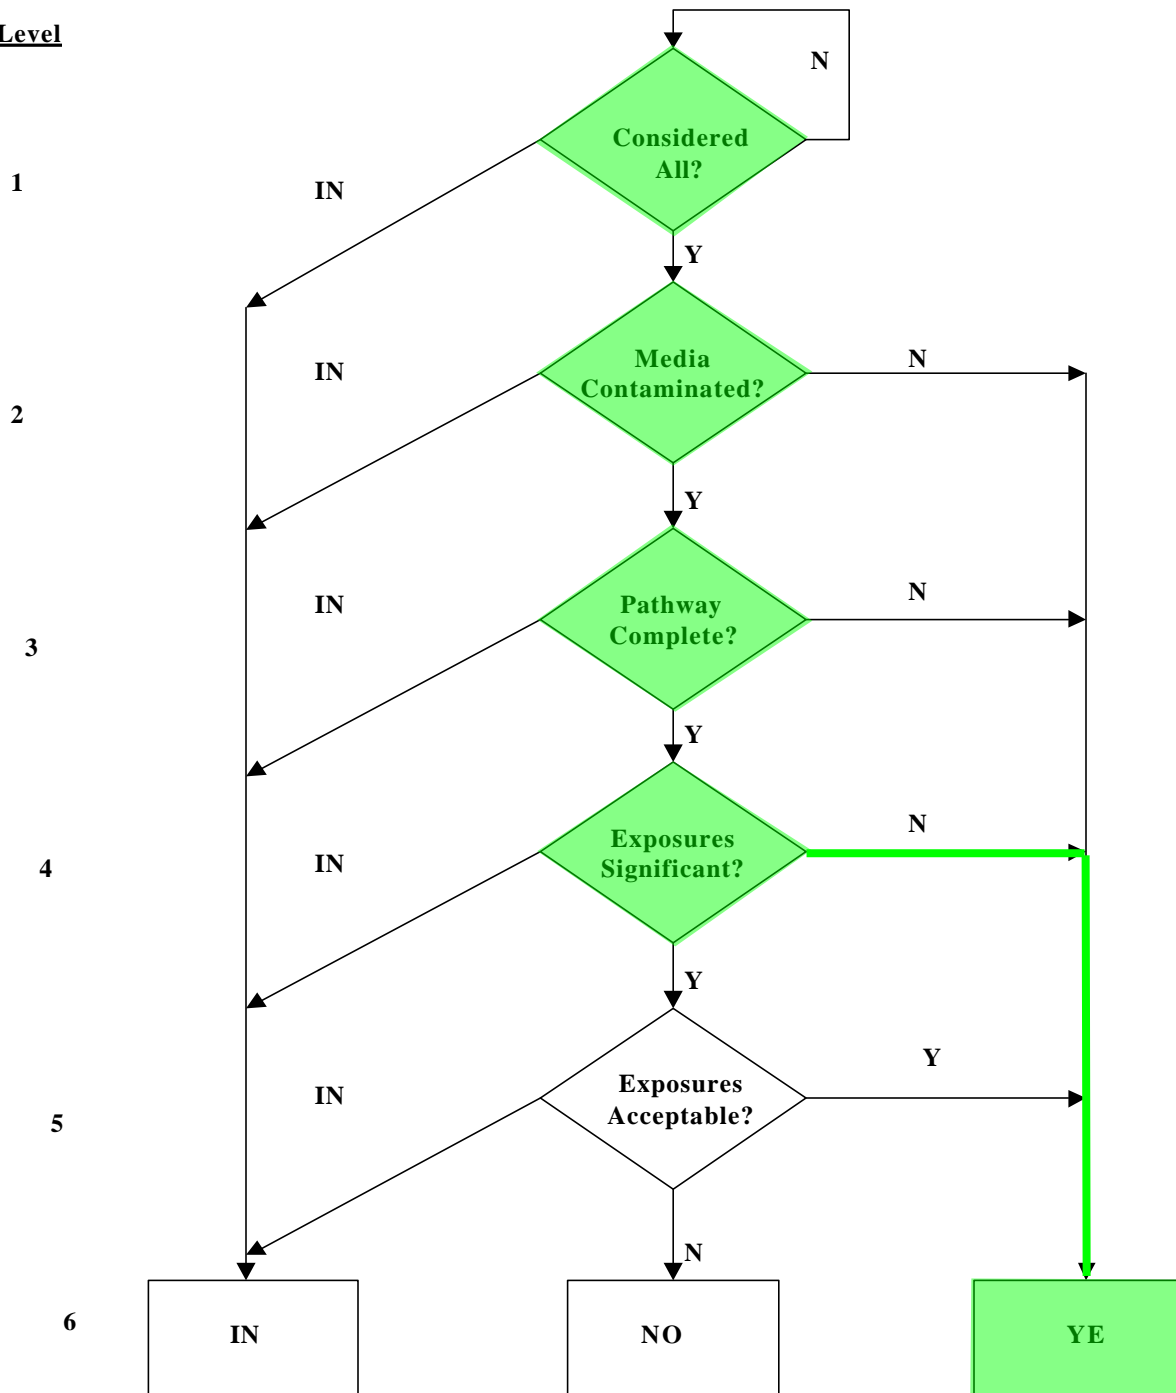 Level
N
Considered
All?
1
IN
Y
IN
Media
Contaminated?
N
2
Y
IN
Pathway
Complete?
N
3
Y
IN
Exposures
Significant?
N
4
Y
IN
Exposures
Acceptable?
Y
5
N
6
IN
NO
YE